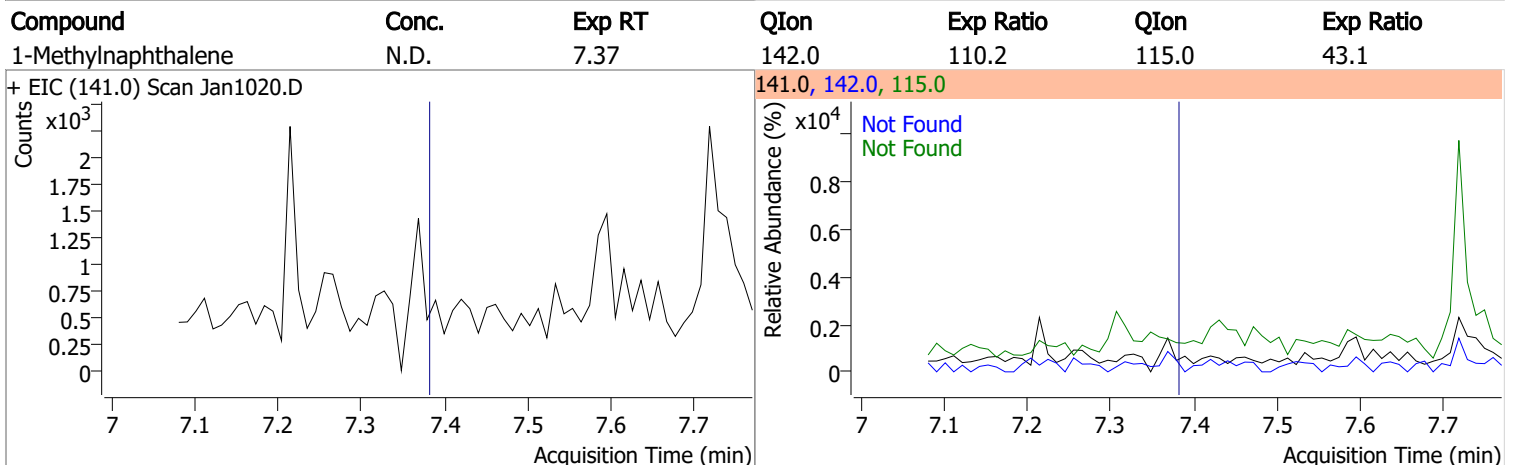 Compound Conc. Exp RT QIon Exp Ratio QIon Exp Ratio
1-Methylnaphthalene N.D. 7.37 142.0 110.2 115.0 43.1
+ EIC (141.0) Scan Jan1020.D
Counts
x10³
2
1.75
1.5
1.25
1
0.75
0.5
0.25
0
7 7.1 7.2 7.3 7.4 7.5 7.6 7.7
Acquisition Time (min)
141.0, 142.0, 115.0
Relative Abundance (%)
x10⁴
Not Found
Not Found
0.8
0.6
0.4
0.2
0
7 7.1 7.2 7.3 7.4 7.5 7.6 7.7
Acquisition Time (min)